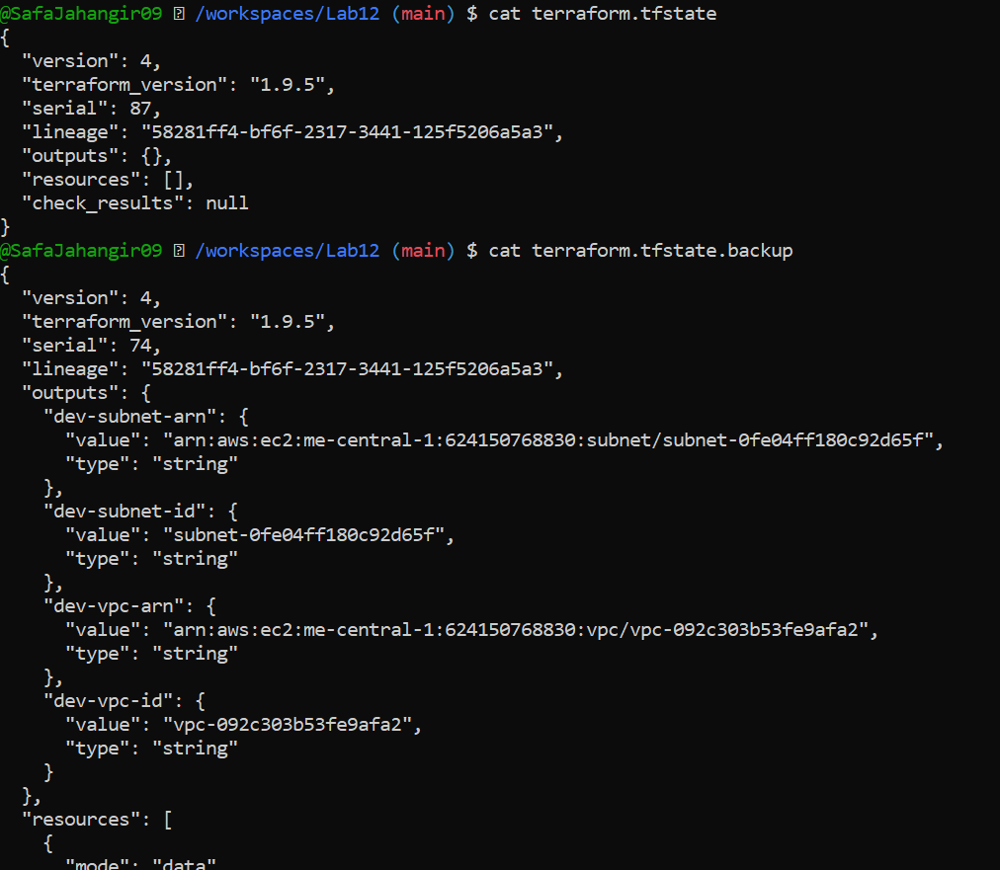 @SafaJahangir09 /workspaces/Lab12 (main) $ cat terraform.tfstate
{
  "version": 4,
  "terraform_version": "1.9.5",
  "serial": 87,
  "lineage": "58281ff4-bf6f-2317-3441-125f5206a5a3",
  "outputs": {},
  "resources": [],
  "check_results": null
}
@SafaJahangir09 /workspaces/Lab12 (main) $ cat terraform.tfstate.backup
{
  "version": 4,
  "terraform_version": "1.9.5",
  "serial": 74,
  "lineage": "58281ff4-bf6f-2317-3441-125f5206a5a3",
  "outputs": {
    "dev-subnet-arn": {
      "value": "arn:aws:ec2:me-central-1:624150768830:subnet/subnet-0fe04ff180c92d65f",
      "type": "string"
    },
    "dev-subnet-id": {
      "value": "subnet-0fe04ff180c92d65f",
      "type": "string"
    },
    "dev-vpc-arn": {
      "value": "arn:aws:ec2:me-central-1:624150768830:vpc/vpc-092c303b53fe9afa2",
      "type": "string"
    },
    "dev-vpc-id": {
      "value": "vpc-092c303b53fe9afa2",
      "type": "string"
    }
  },
  "resources": [
    {
      "mode": "data"